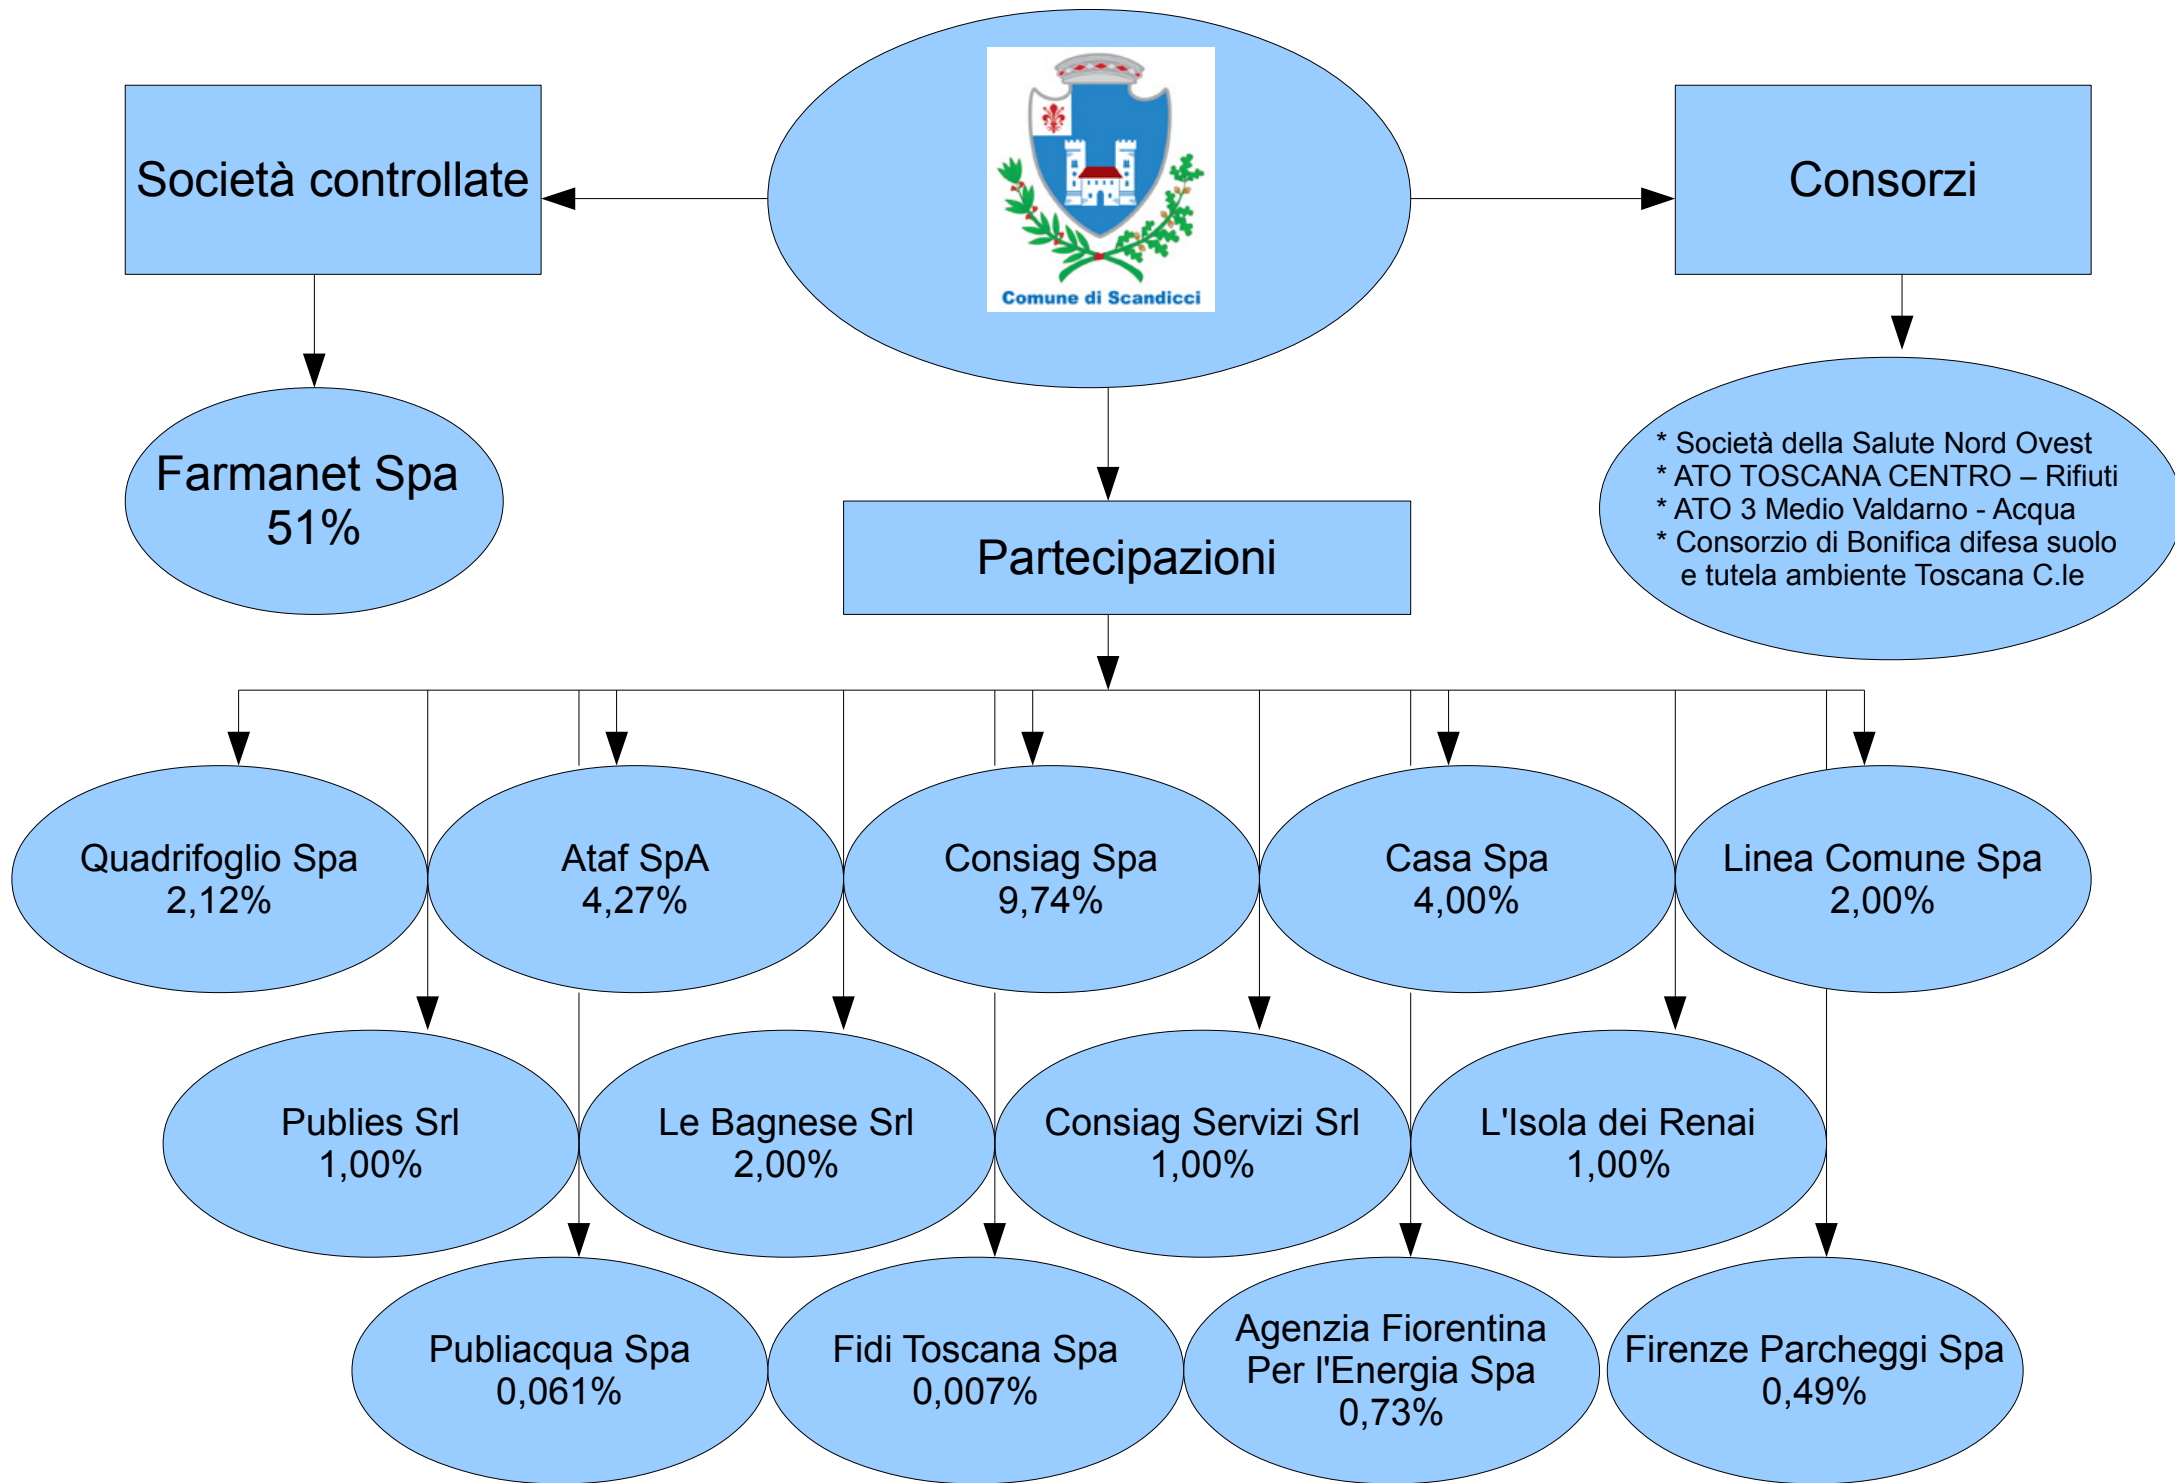 Comune di Scandicci
Società controllate
Consorzi
Farmanet Spa
51%
* Società della Salute Nord Ovest
* ATO TOSCANA CENTRO – Rifiuti
* ATO 3 Medio Valdarno - Acqua
* Consorzio di Bonifica difesa suolo
e tutela ambiente Toscana C.le
Partecipazioni
Quadrifoglio Spa
2,12%
Ataf SpA
4,27%
Consiag Spa
9,74%
Casa Spa
4,00%
Linea Comune Spa
2,00%
Publies Srl
1,00%
Le Bagnese Srl
2,00%
Consiag Servizi Srl
1,00%
L'Isola dei Renai
1,00%
Publiacqua Spa
0,061%
Fidi Toscana Spa
0,007%
Agenzia Fiorentina
Per l'Energia Spa
0,73%
Firenze Parcheggi Spa
0,49%